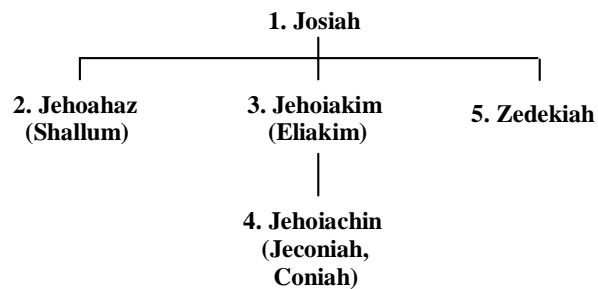 1. Josiah
2. Jehoahaz
(Shallum)
3. Jehoiakim
(Eliakim)
5. Zedekiah
4. Jehoiachin
(Jeconiah,
Coniah)